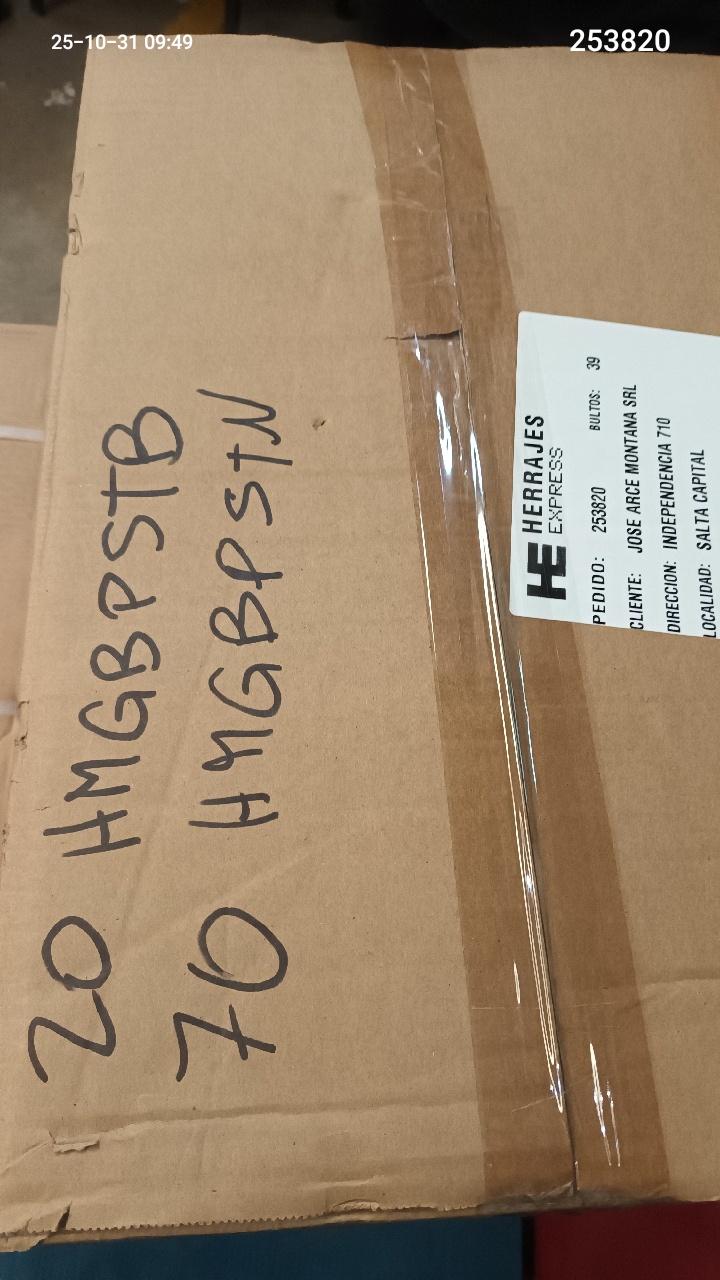 25-10-31 09:49
253820
20 HMGBPSTB
70 HMGBPSTN
HE HERRAJES
EXPRESS
PEDIDO: 253820 BULTOS: 39
CLIENTE: JOSE ARCE MONTANA SRL
DIRECCION: INDEPENDENCIA 710
LOCALIDAD: SALTA CAPITAL